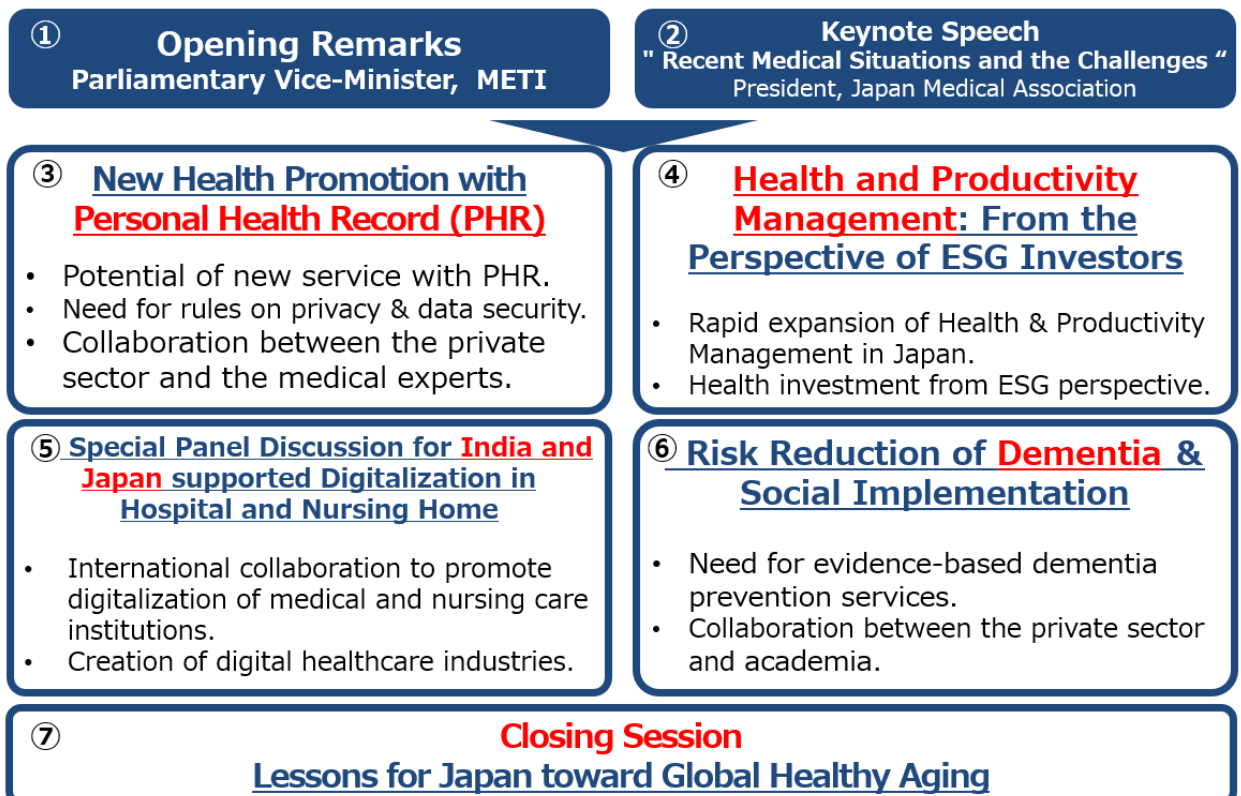 ①
Opening Remarks
Parliamentary Vice-Minister, METI
②
Keynote Speech
" Recent Medical Situations and the Challenges “
President, Japan Medical Association
③
New Health Promotion with
Personal Health Record (PHR)
• Potential of new service with PHR.
• Need for rules on privacy & data security.
• Collaboration between the private
sector and the medical experts.
④
Health and Productivity
Management: From the
Perspective of ESG Investors
• Rapid expansion of Health & Productivity
Management in Japan.
• Health investment from ESG perspective.
⑤ Special Panel Discussion for India and
Japan supported Digitalization in
Hospital and Nursing Home
• International collaboration to promote
digitalization of medical and nursing care
institutions.
• Creation of digital healthcare industries.
⑥ Risk Reduction of Dementia &
Social Implementation
• Need for evidence-based dementia
prevention services.
• Collaboration between the private sector
and academia.
⑦
Closing Session
Lessons for Japan toward Global Healthy Aging